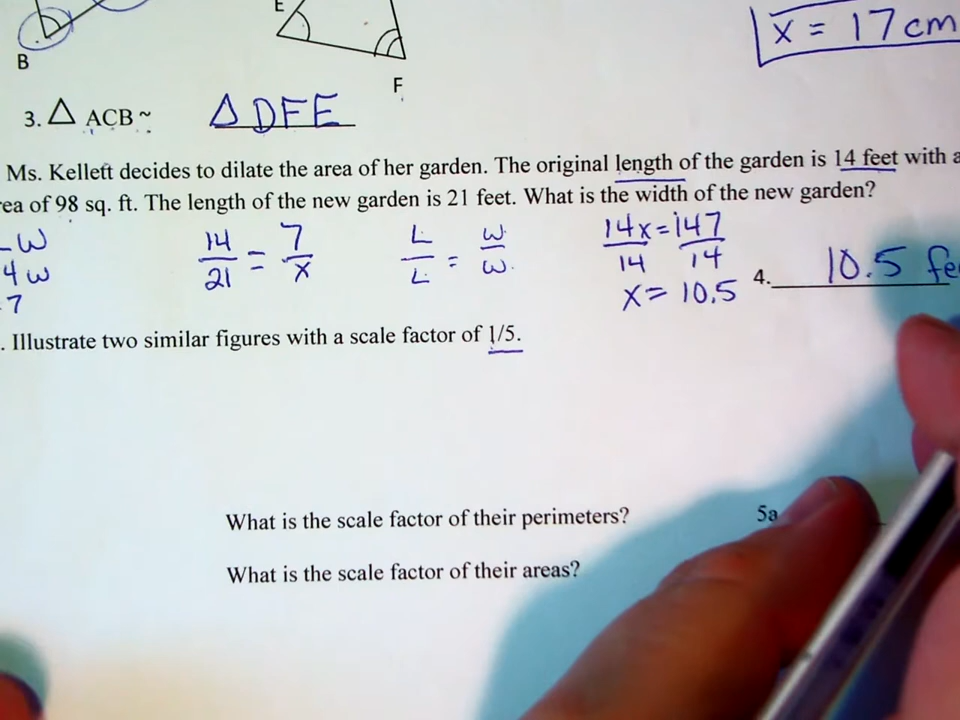 E
x = 17 cm
B
F
3. △ ACB ~ △ DFE
Ms. Kellett decides to dilate the area of her garden. The original length of the garden is 14 feet with a
rea of 98 sq. ft. The length of the new garden is 21 feet. What is the width of the new garden?
W 14/21 = 7/x L/L = W/W 14x/14 = 147/14
4w
7 x = 10.5 4. 10.5 fe
. Illustrate two similar figures with a scale factor of 1/5.
What is the scale factor of their perimeters? 5a
What is the scale factor of their areas?